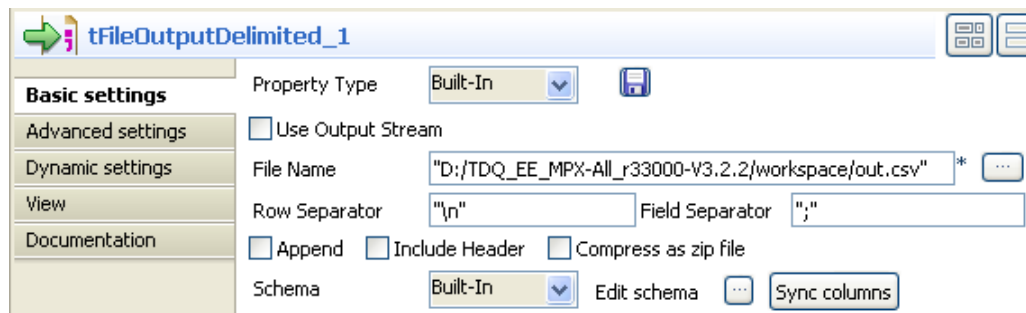 tFileOutputDelimited_1
Basic settings
Advanced settings
Dynamic settings
View
Documentation
Property Type Built-In
Use Output Stream
File Name "D:/TDQ_EE_MPX-All_r33000-V3.2.2/workspace/out.csv" * ...
Row Separator "\n" Field Separator ";"
Append Include Header Compress as zip file
Schema Built-In Edit schema ... Sync columns